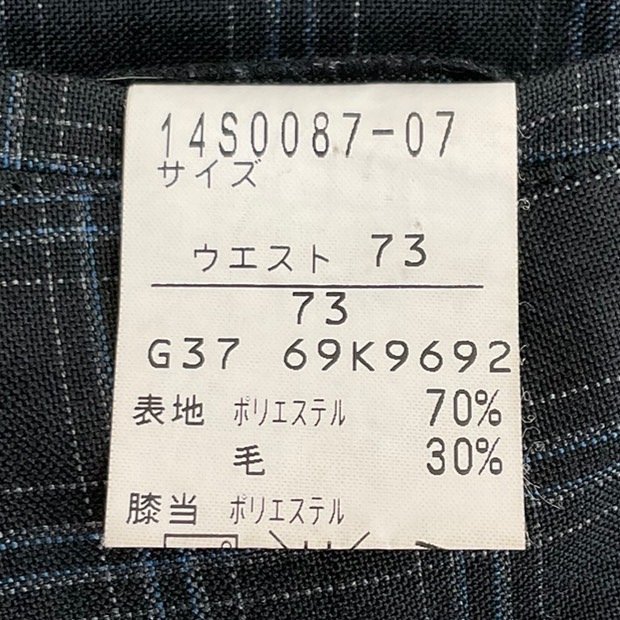 14S0087-07
サイズ
ウエスト 73
73
G37 69K9692
表地 ポリエステル 70%
毛 30%
膝当 ポリエステル